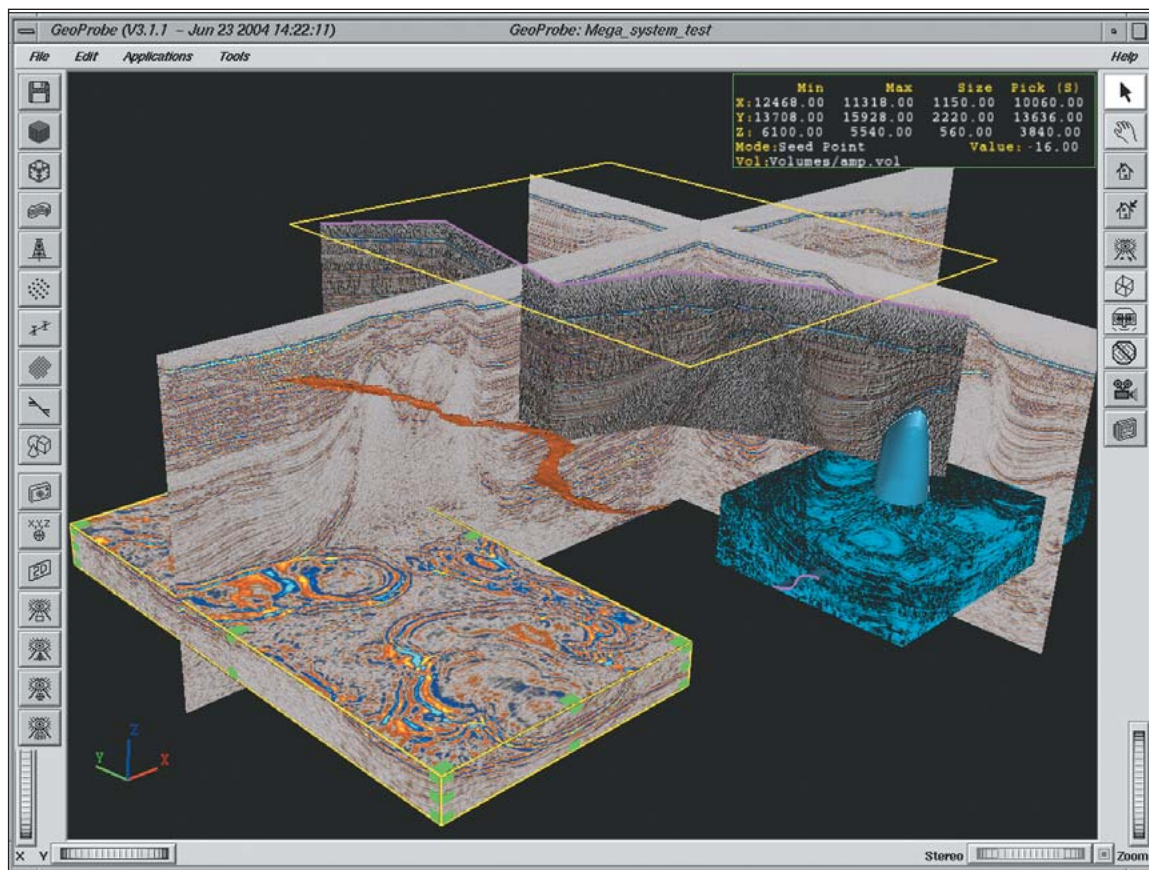 GeoProbe (V3.1.1 - Jun 23 2004 14:22:11) GeoProbe: Mega_system_test
File Edit Applications Tools Help
Min Max Size Pick (S)
X:12468.00 11318.00 1150.00 10060.00
Y:13708.00 15928.00 2220.00 13636.00
Z: 6100.00 5540.00 560.00 3840.00
Mode:Seed Point Value: -16.00
Vol:Volumes/amp.vol
X,Y,Z
2D
Z
Y X
X Y Stereo Zoom